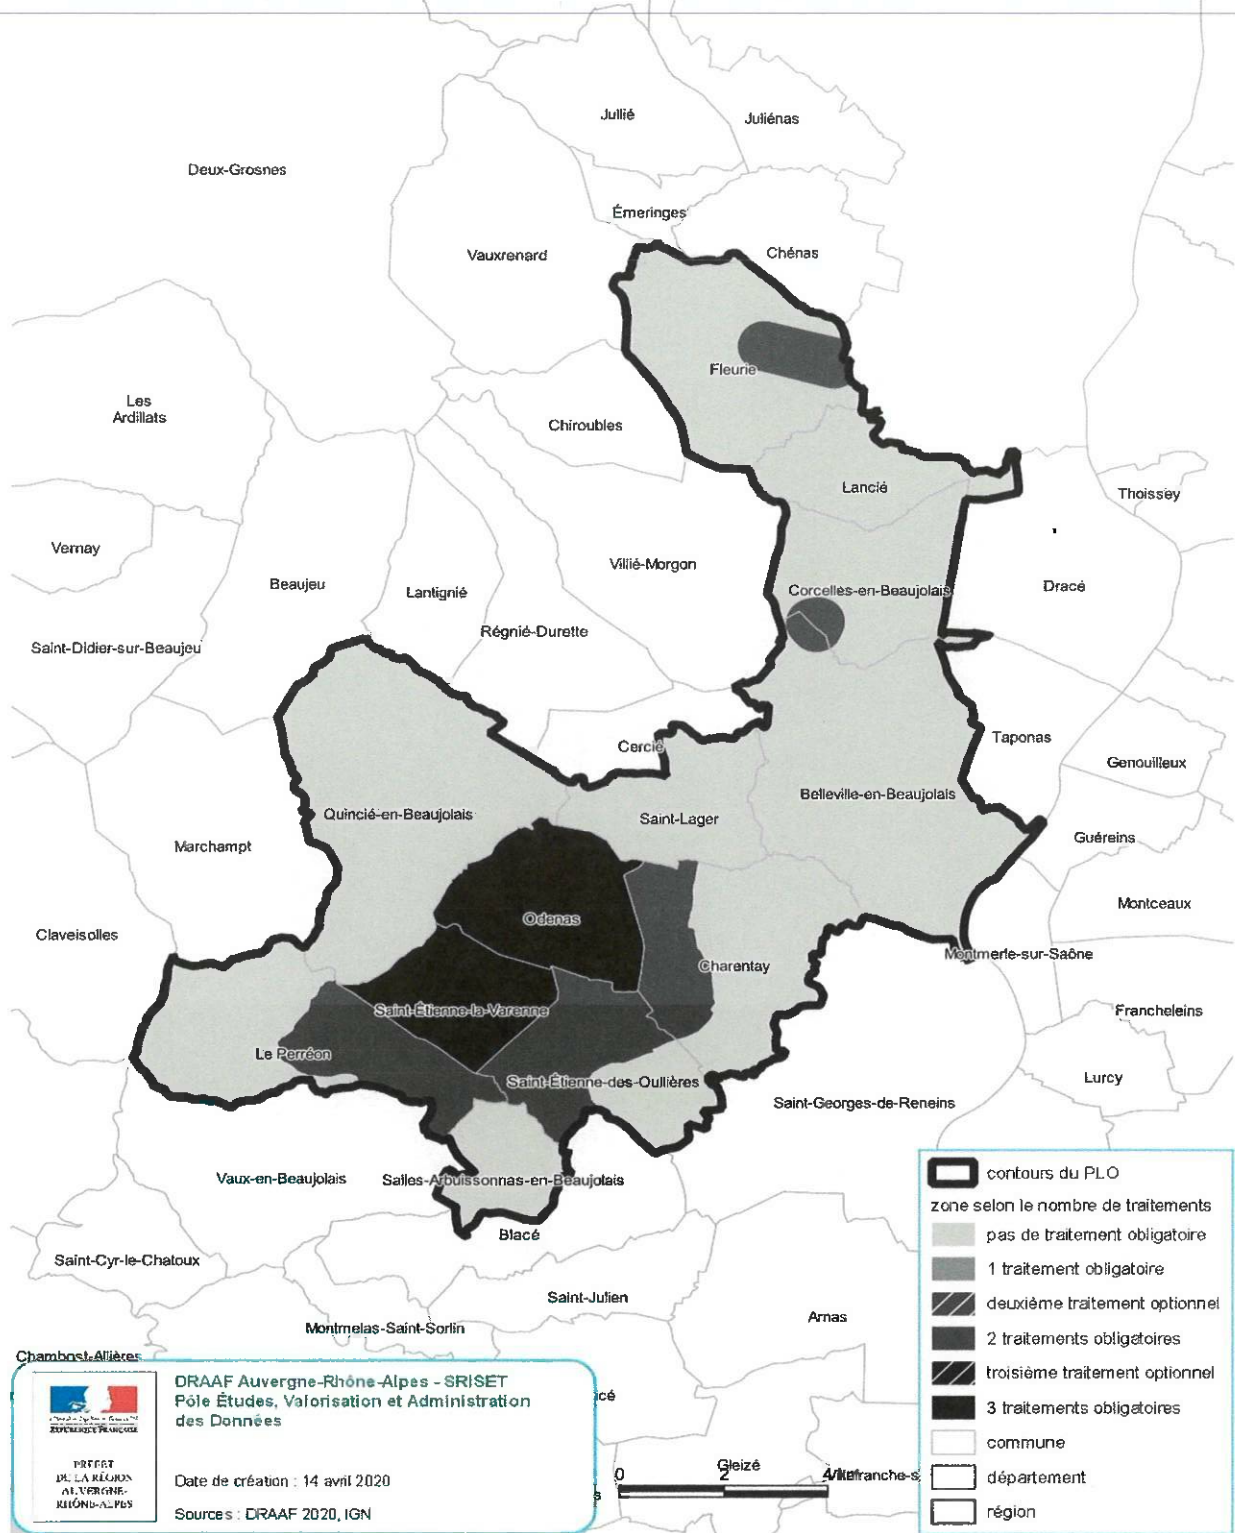 Jullié
Juliénas
Deux-Grosnes
Émeringes
Vauxrenard
Chénas
Fleurie
Les
Ardillats
Chiroubles
Lancié
Thoissey
Vernay
Villié-Morgon
Beaujeu
Lantignié
Corcelles-en-Beaujolais
Dracé
Régnié-Durette
Saint-Didier-sur-Beaujeu
Taponas
Cercié
Genouilleux
Belleville-en-Beaujolais
Quincié-en-Beaujolais
Saint-Lager
Marchampt
Guéreins
Montceaux
Odenas
Claveisolles
Montmerle-sur-Saône
Charentay
Saint-Étienne-la-Varenne
Francheleins
Le Perréon
Saint-Étienne-des-Oullières
Lurcy
Saint-Georges-de-Reneins
Vaux-en-Beaujolais
Salles-Arbuissonnas-en-Beaujolais
Blacé
Saint-Cyr-le-Chatoux
Saint-Julien
Arnas
Montmelas-Saint-Sorlin
Chambost-Allières
icé
Gleizé
0 2 4
contours du PLO
zone selon le nombre de traitements
pas de traitement obligatoire
1 traitement obligatoire
deuxième traitement optionnel
2 traitements obligatoires
troisième traitement optionnel
3 traitements obligatoires
commune
département
région
RÉPUBLIQUE FRANÇAISE
PRÉFET
DE LA RÉGION
AUVERGNE-
RHÔNE-ALPES
DRAAF Auvergne-Rhône-Alpes - SRISET
Pôle Études, Valorisation et Administration
des Données
Date de création : 14 avril 2020
Sources : DRAAF 2020, IGN